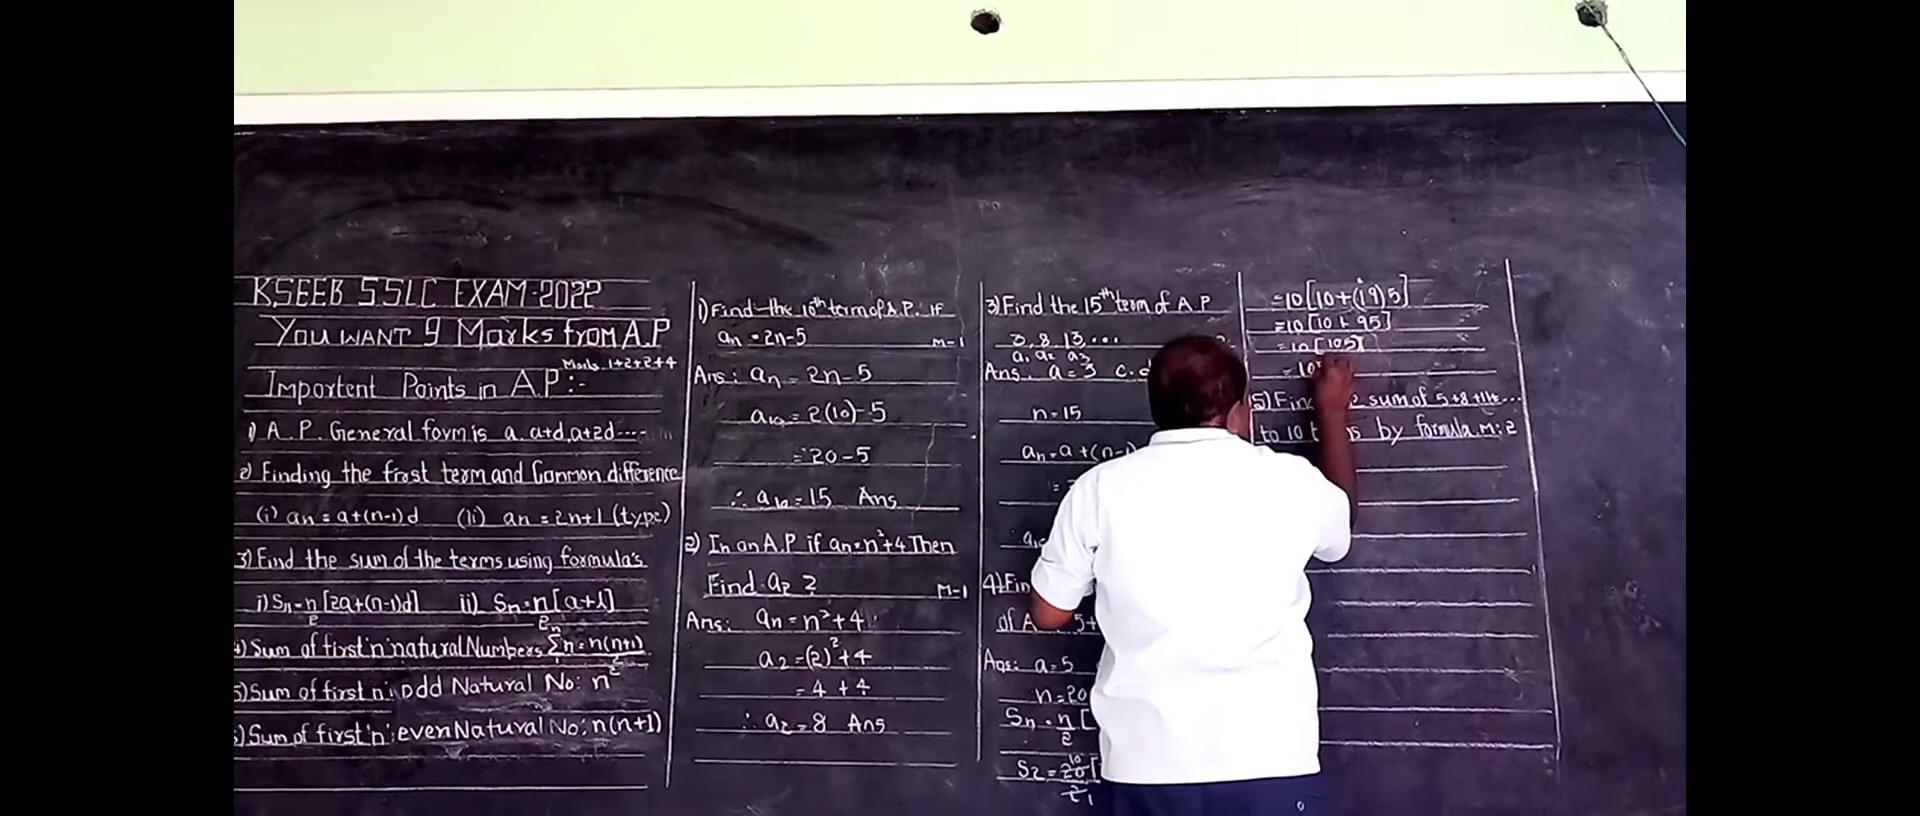 KSEEB SSLC EXAM-2022
YOU WANT 9 Marks from A.P
Marks 1+2+2+4
Importent Points in A.P:-
1) A.P. General form is a, a+d, a+2d----
2) Finding the frost term and Common difference
(i) an = a+(n-1)d (ii) an = 2n+1 (type)
3) Find the sum of the terms using formula's
i) Sn = n/2 [2a+(n-1)d] ii) Sn = n/2 [a+l]
4) Sum of first 'n' natural Numbers Σn = n(n+1)/2
5) Sum of first n' odd Natural No: n²
) Sum of first 'n' even Natural No: n(n+1)
1) Find the 10th term of A.P. If
an = 2n-5 M-1
Ans: an = 2n-5
a10 = 2(10)-5
= 20-5
∴ a10 = 15 Ans
2) In an A.P if an = n²+4 Then
Find a2 ? M-1
Ans: an = n²+4
a2 = (2)²+4
= 4+4
∴ a2 = 8 Ans
3) Find the 15th term of A.P
3, 8, 13...
a1 a2 a3
Ans: a = 3 c.d
n = 15
an = a+(n-1)
4) Fin
of A 5+
Ans: a = 5
n = 20
Sn = n/2 [
S2 = 20/2 [
10
1
= 10[10+(19)5]
= 10[10+95]
= 10[105]
= 10
5) Fin sum of 5+8+11+...
to 10 by formula. M:2